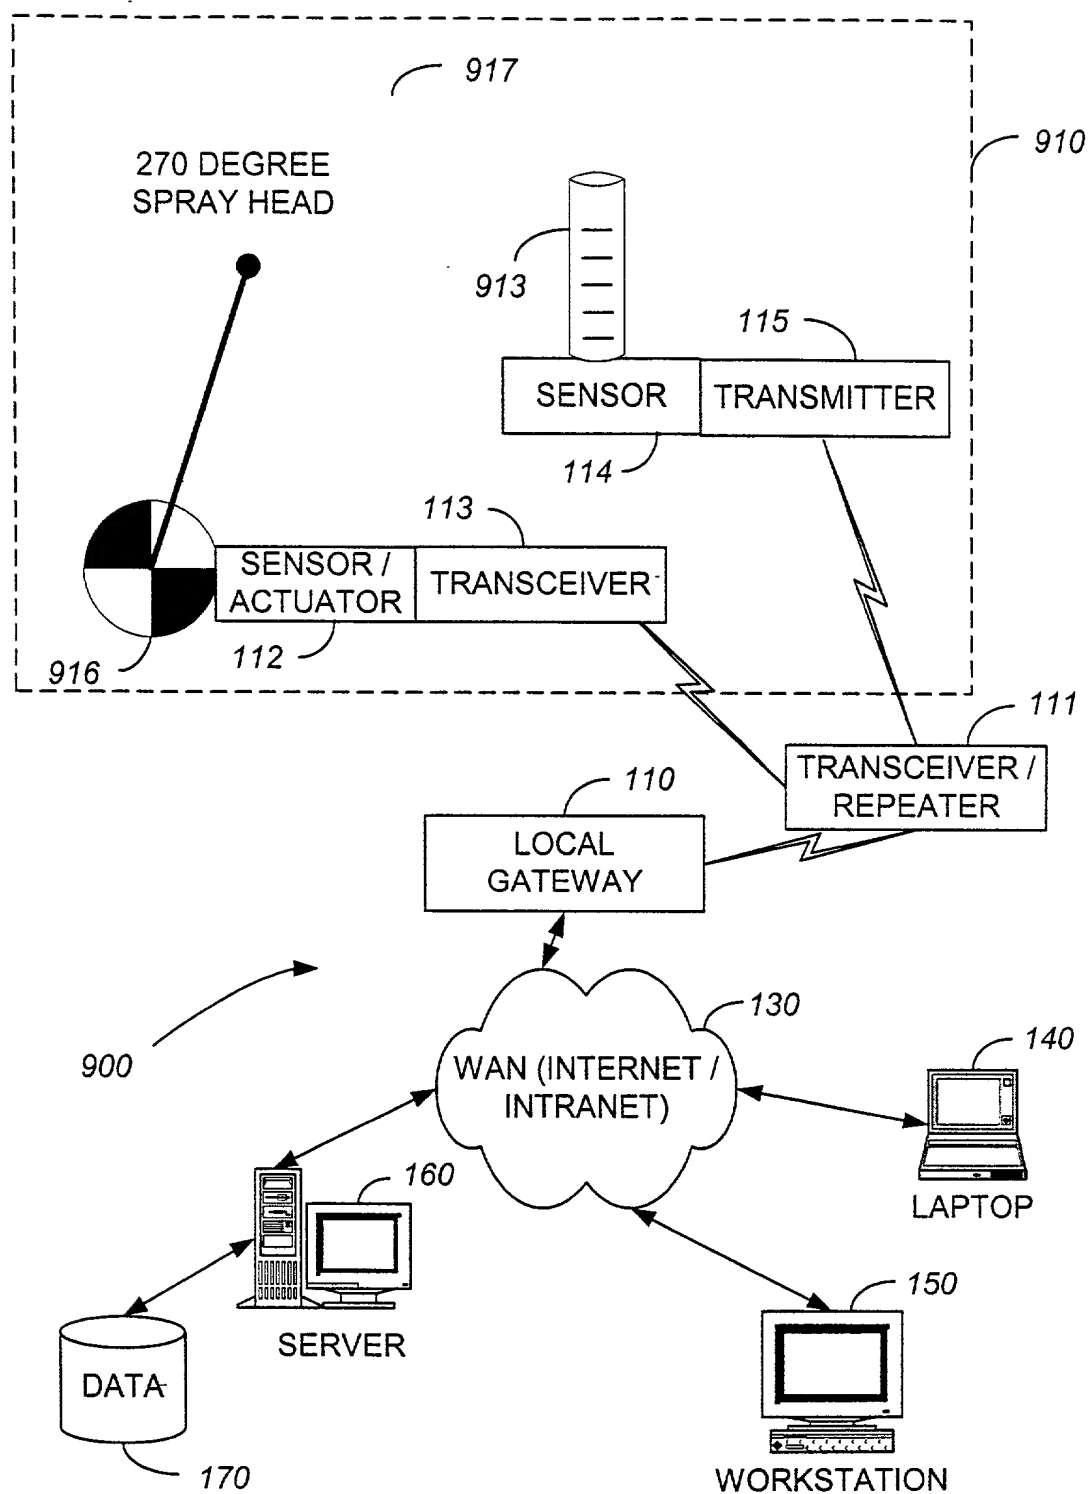 917
910
270 DEGREE
SPRAY HEAD
913
115
SENSOR
TRANSMITTER
114
113
SENSOR /
ACTUATOR
TRANSCEIVER
112
916
111
TRANSCEIVER /
REPEATER
110
LOCAL
GATEWAY
130
900
WAN (INTERNET /
INTRANET)
140
LAPTOP
160
SERVER
150
DATA
170
WORKSTATION